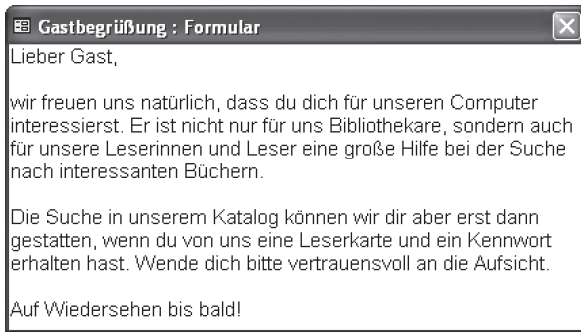 Gastbegrüßung : Formular
Lieber Gast,
wir freuen uns natürlich, dass du dich für unseren Computer
interessierst. Er ist nicht nur für uns Bibliothekare, sondern auch
für unsere Leserinnen und Leser eine große Hilfe bei der Suche
nach interessanten Büchern.
Die Suche in unserem Katalog können wir dir aber erst dann
gestatten, wenn du von uns eine Leserkarte und ein Kennwort
erhalten hast. Wende dich bitte vertrauensvoll an die Aufsicht.
Auf Wiedersehen bis bald!